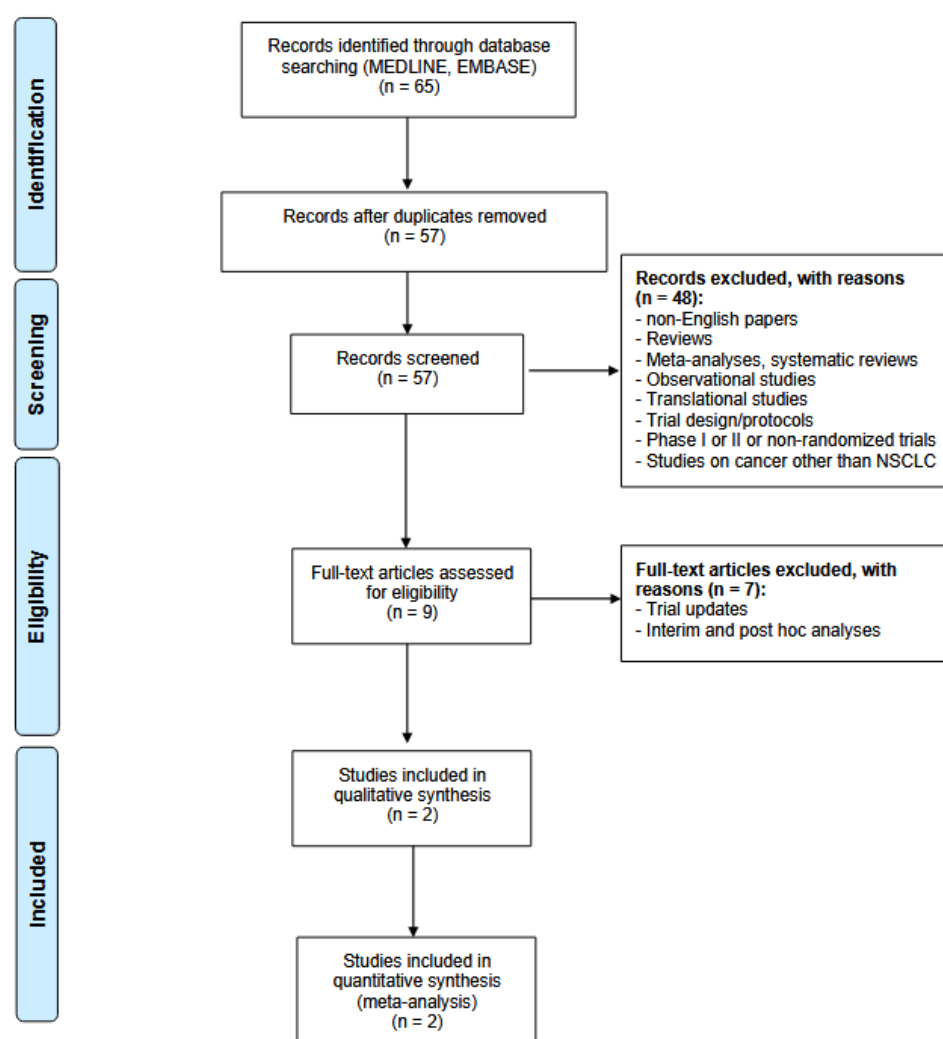 Identification
Records identified through database
searching (MEDLINE, EMBASE)
(n = 65)
Records after duplicates removed
(n = 57)
Screening
Records screened
(n = 57)
Records excluded, with reasons
(n = 48):
- non-English papers
- Reviews
- Meta-analyses, systematic reviews
- Observational studies
- Translational studies
- Trial design/protocols
- Phase I or II or non-randomized trials
- Studies on cancer other than NSCLC
Eligibility
Full-text articles assessed
for eligibility
(n = 9)
Full-text articles excluded, with
reasons (n = 7):
- Trial updates
- Interim and post hoc analyses
Included
Studies included in
qualitative synthesis
(n = 2)
Studies included in
quantitative synthesis
(meta-analysis)
(n = 2)